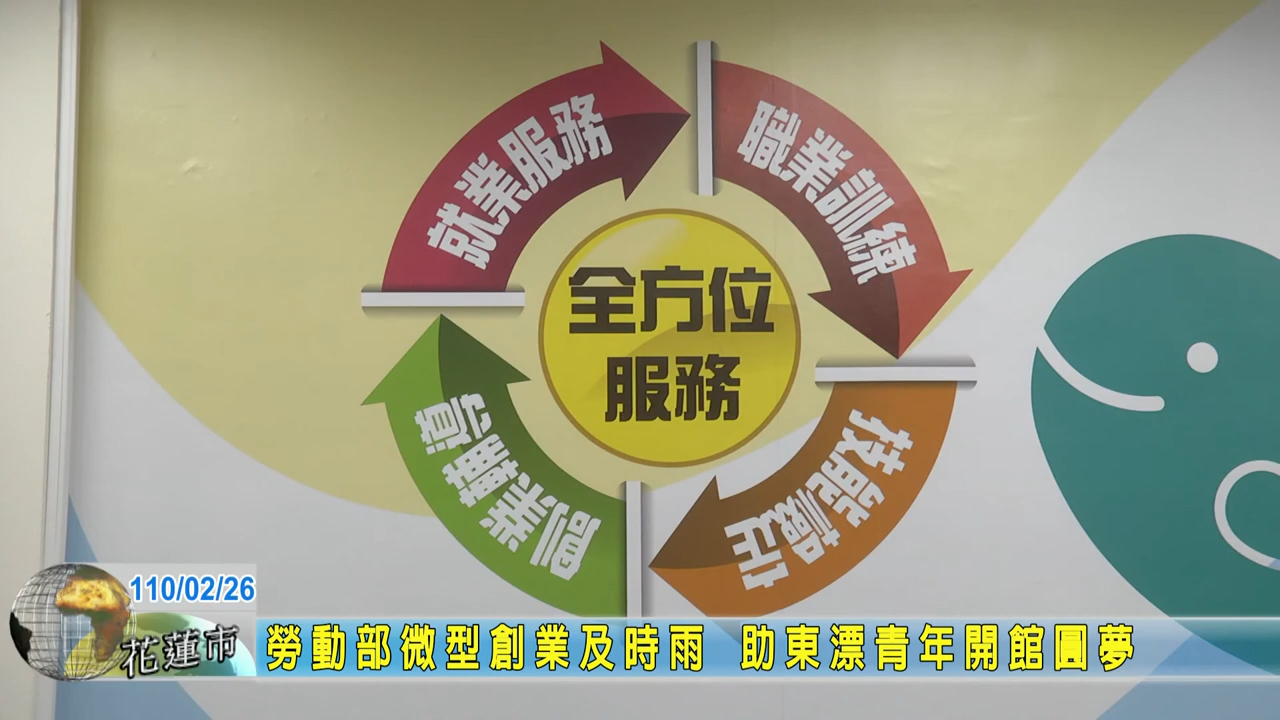 就業服務
職業訓練
全方位
服務
技能檢定
創業輔導
110/02/26
花蓮市
勞動部微型創業及時雨 助東漂青年開館圓夢